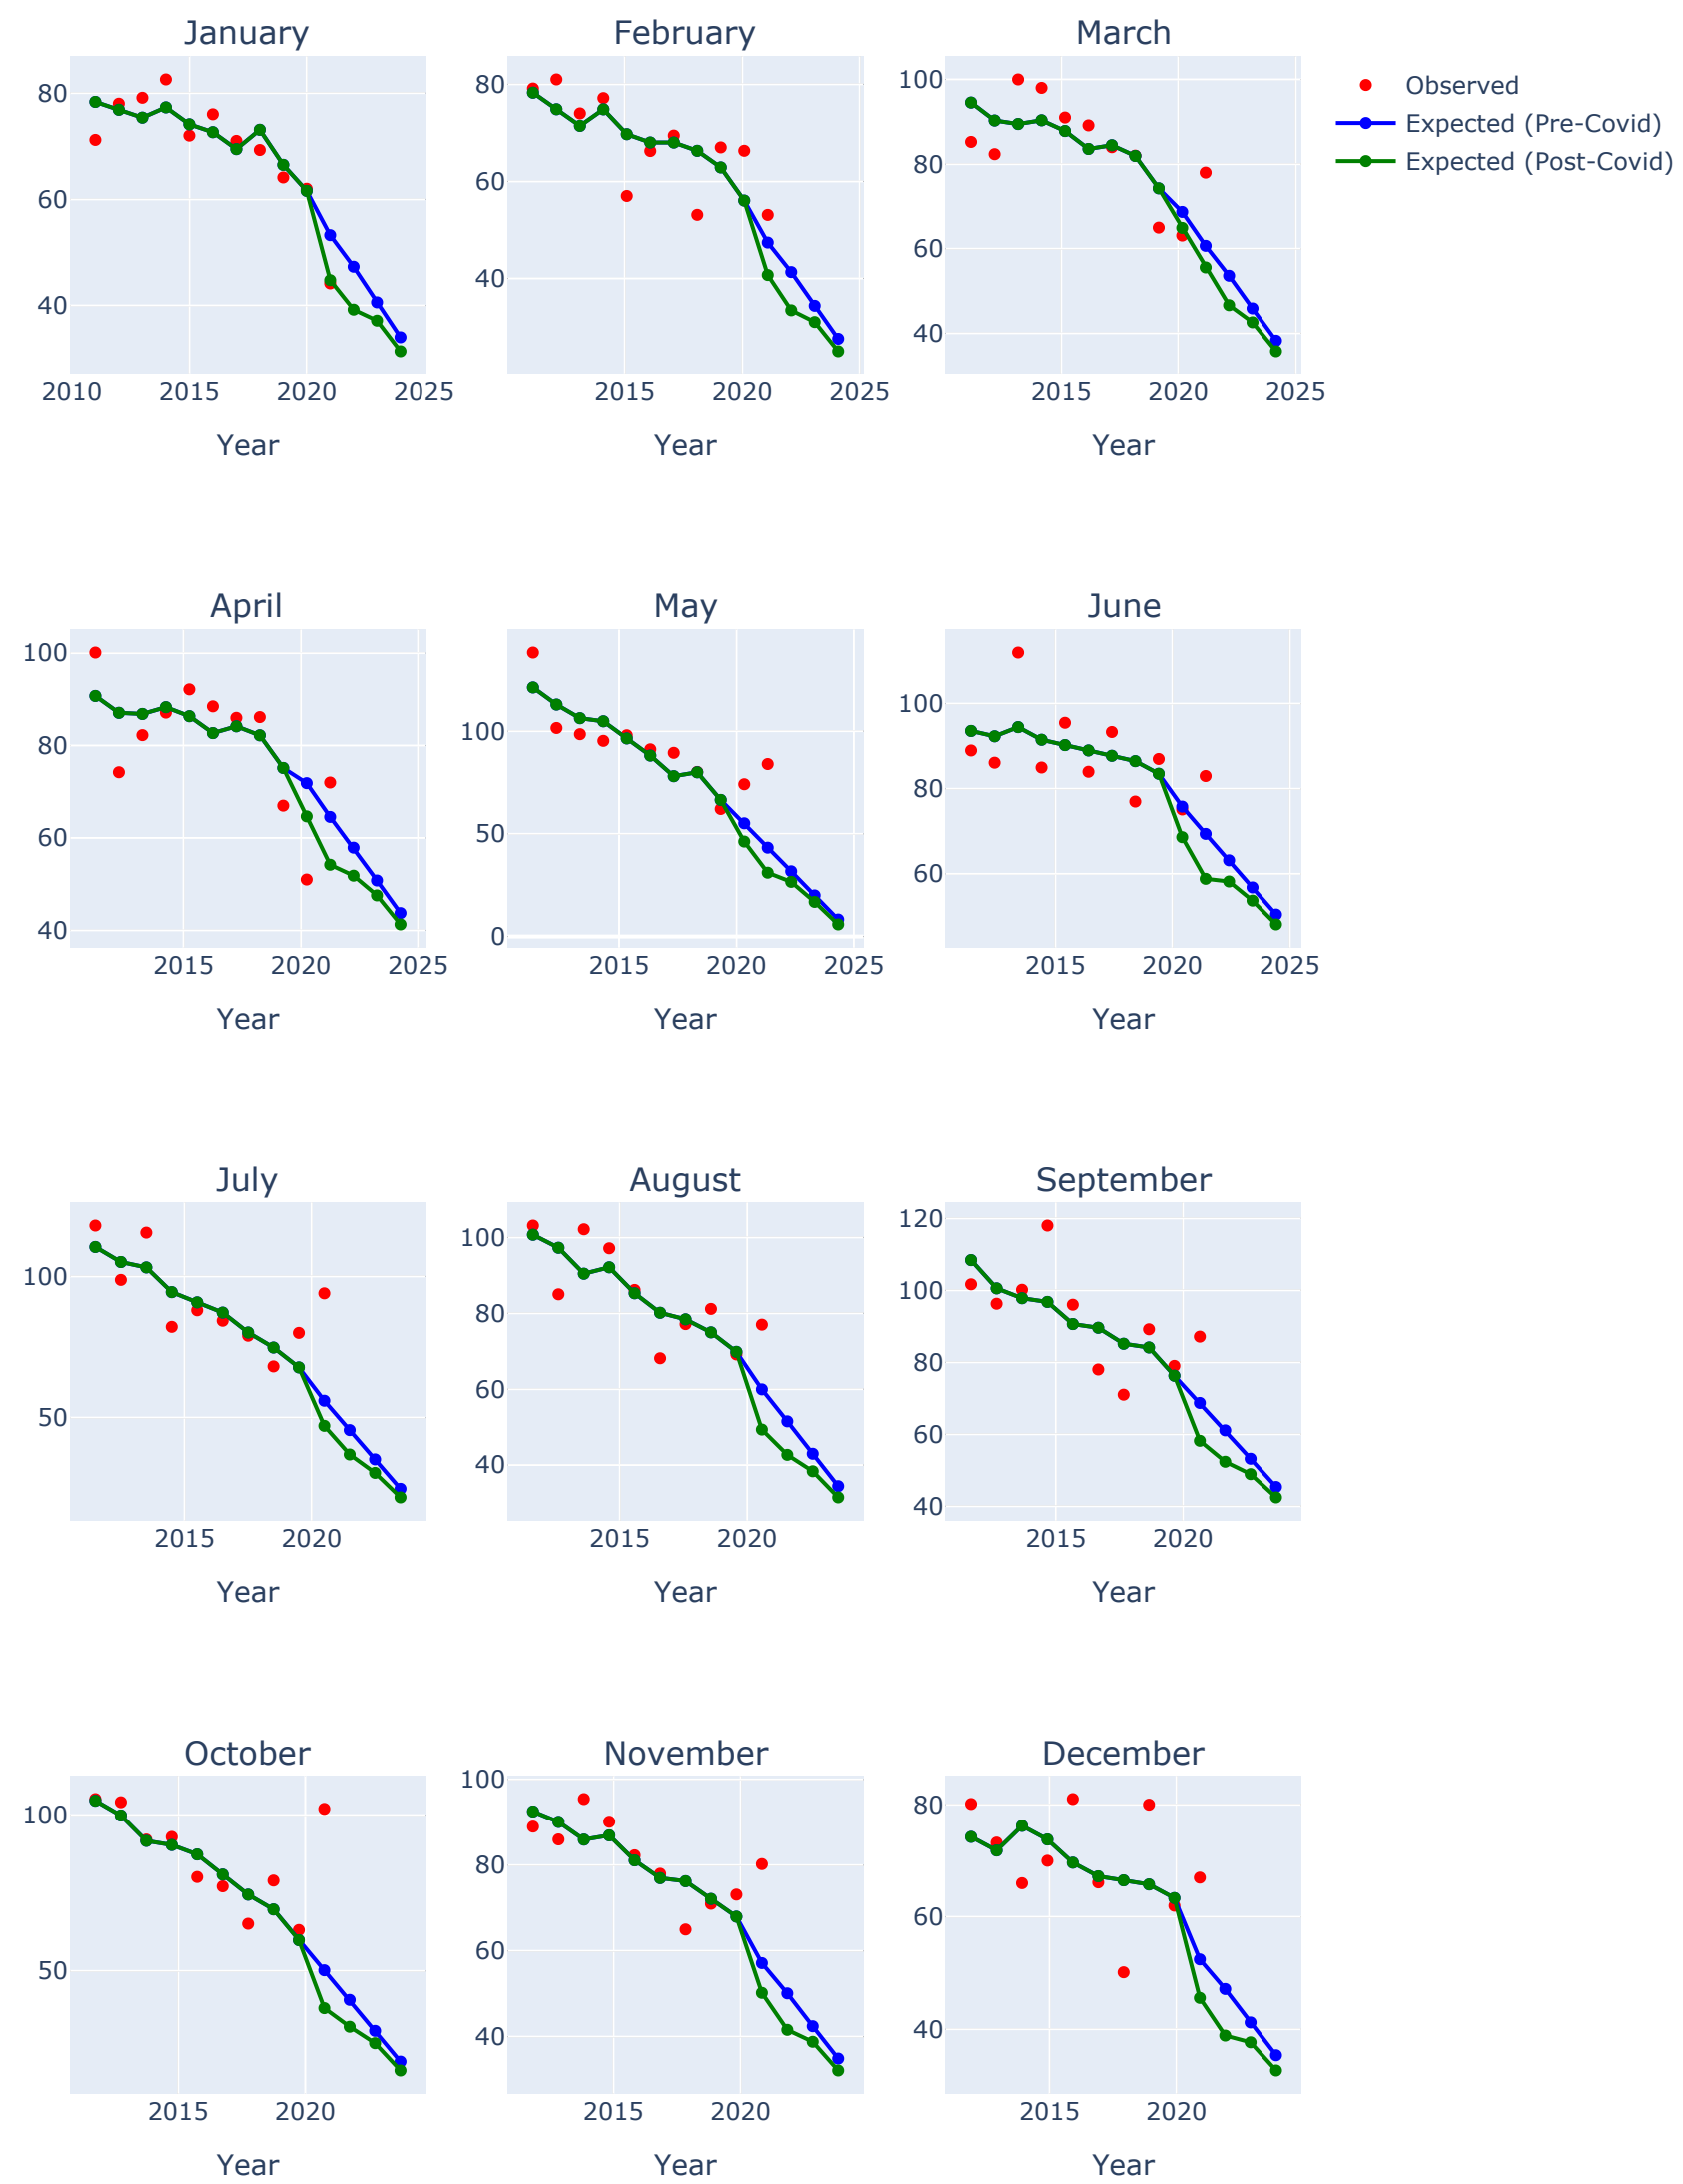 January February March
80
60
40
2010 2015 2020 2025
Year
80
60
40
2015 2020 2025
Year
100
80
60
40
2015 2020 2025
Year
Observed
Expected (Pre-Covid)
Expected (Post-Covid)
April May June
100
80
60
40
2015 2020 2025
Year
100
50
0
2015 2020 2025
Year
100
80
60
2015 2020 2025
Year
July August September
100
50
2015 2020
Year
100
80
60
40
2015 2020
Year
120
100
80
60
40
2015 2020
Year
October November December
100
50
2015 2020
Year
100
80
60
40
2015 2020
Year
80
60
40
2015 2020
Year